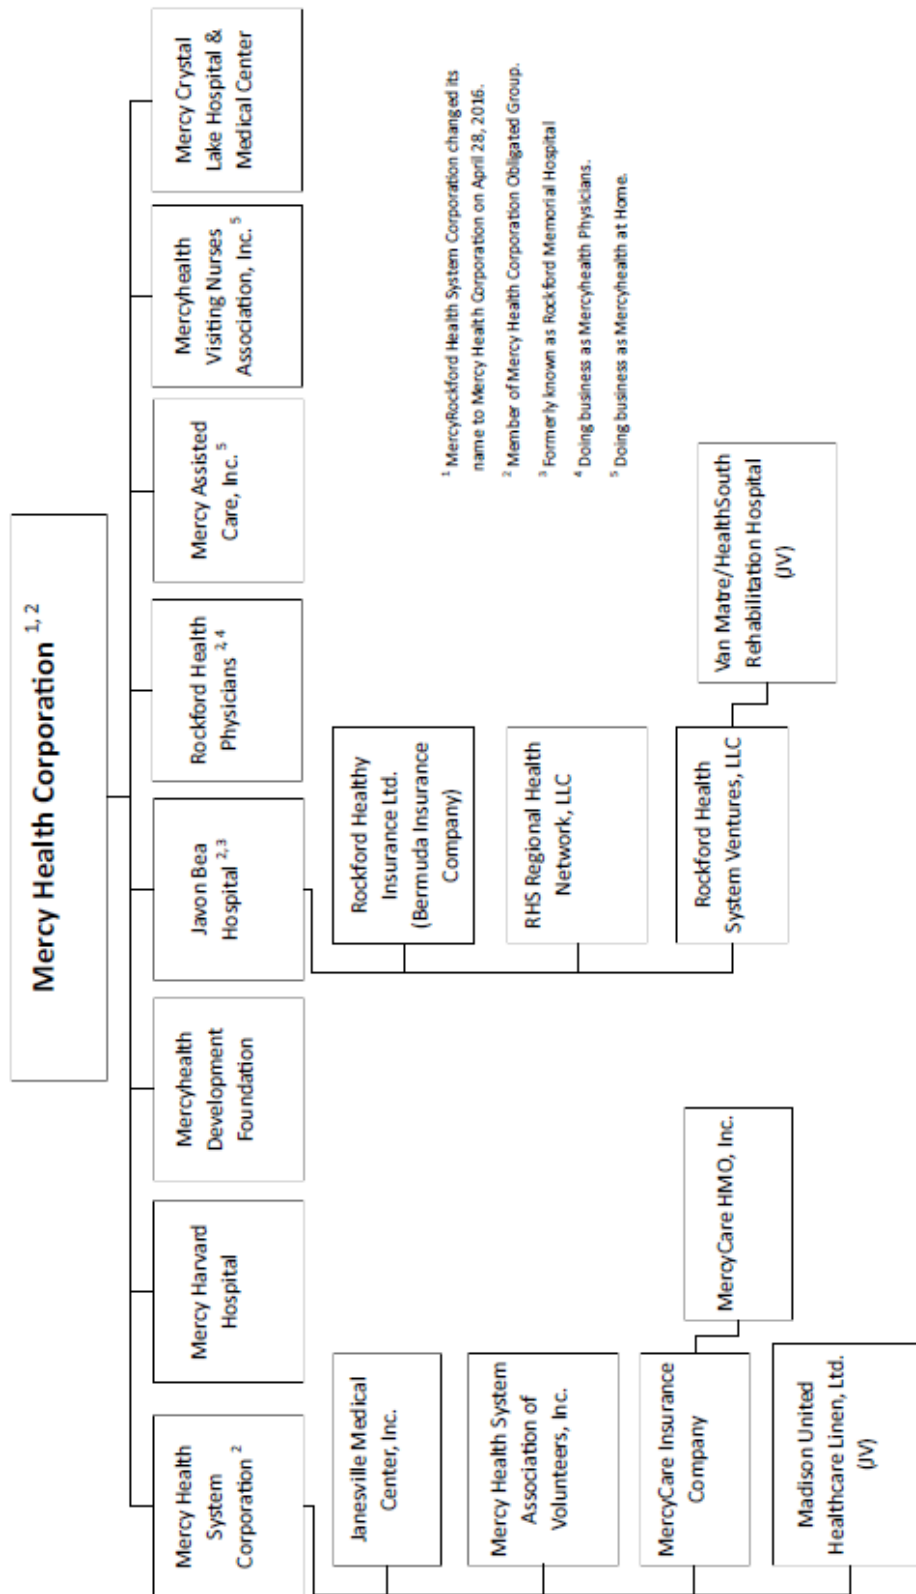 Mercy Health Corporation 1, 2
Mercy Health
System
Corporation 2
Mercy Harvard
Hospital
Mercyhealth
Development
Foundation
Javon Bea
Hospital 2, 3
Rockford Health
Physicians 2, 4
Mercy Assisted
Care, Inc. 5
Mercyhealth
Visiting Nurses
Association, Inc. 5
Mercy Crystal
Lake Hospital &
Medical Center
Janesville Medical
Center, Inc.
Mercy Health System
Association of
Volunteers, Inc.
MercyCare Insurance
Company
MercyCare HMO, Inc.
Madison United
Healthcare Linen, Ltd.
(JV)
Rockford Healthy
Insurance Ltd.
(Bermuda Insurance
Company)
RHS Regional Health
Network, LLC
Rockford Health
System Ventures, LLC
Van Matre/HealthSouth
Rehabilitation Hospital
(JV)
1 MercyRockford Health System Corporation changed its
name to Mercy Health Corporation on April 28, 2016.
2 Member of Mercy Health Corporation Obligated Group.
3 Formerly known as Rockford Memorial Hospital
4 Doing business as Mercyhealth Physicians.
5 Doing business as Mercyhealth at Home.